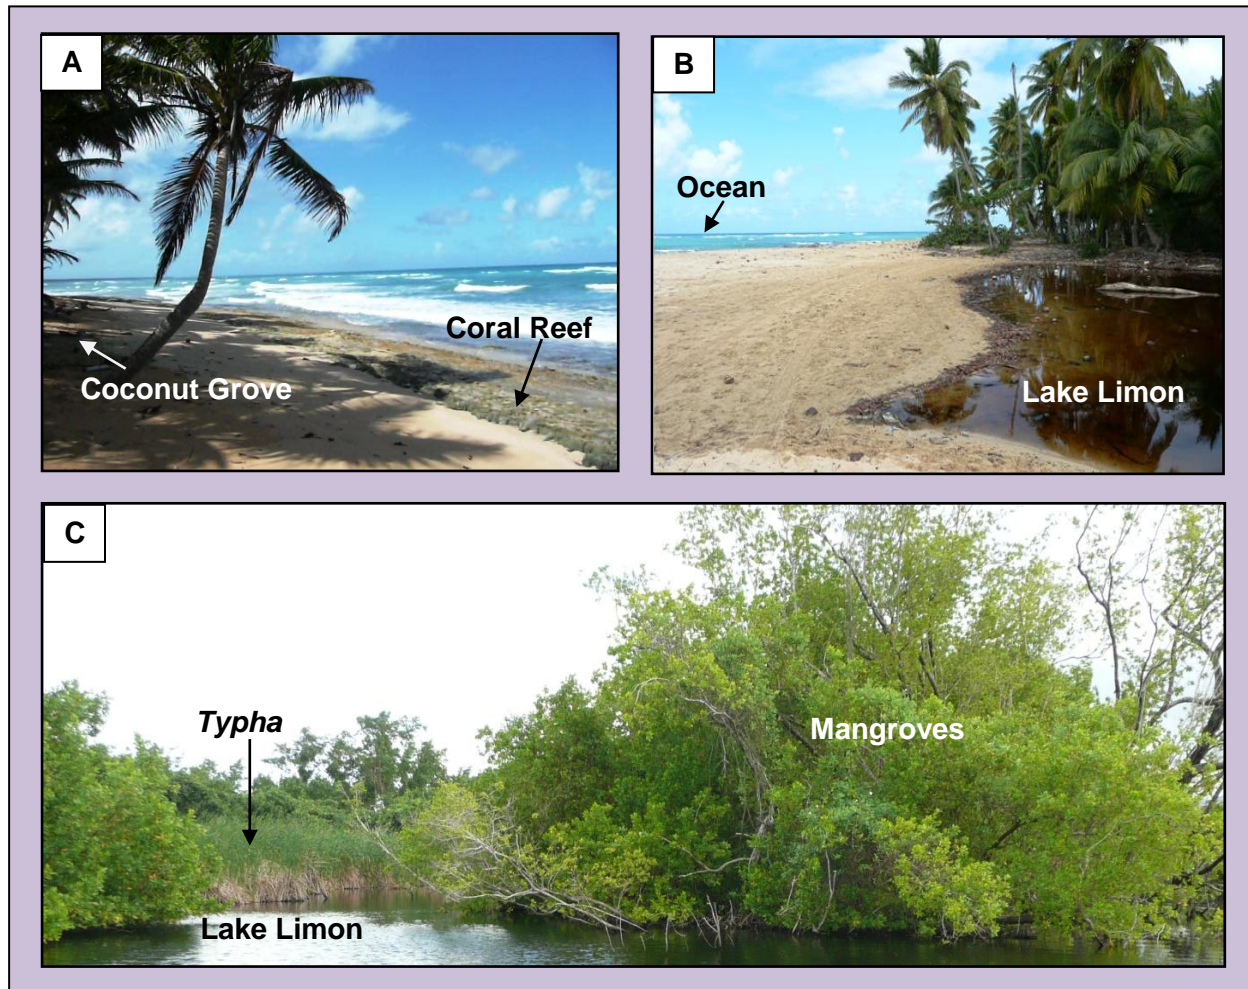 A
Coral Reef
Coconut Grove
B
Ocean
Lake Limon
C
Typha
Mangroves
Lake Limon